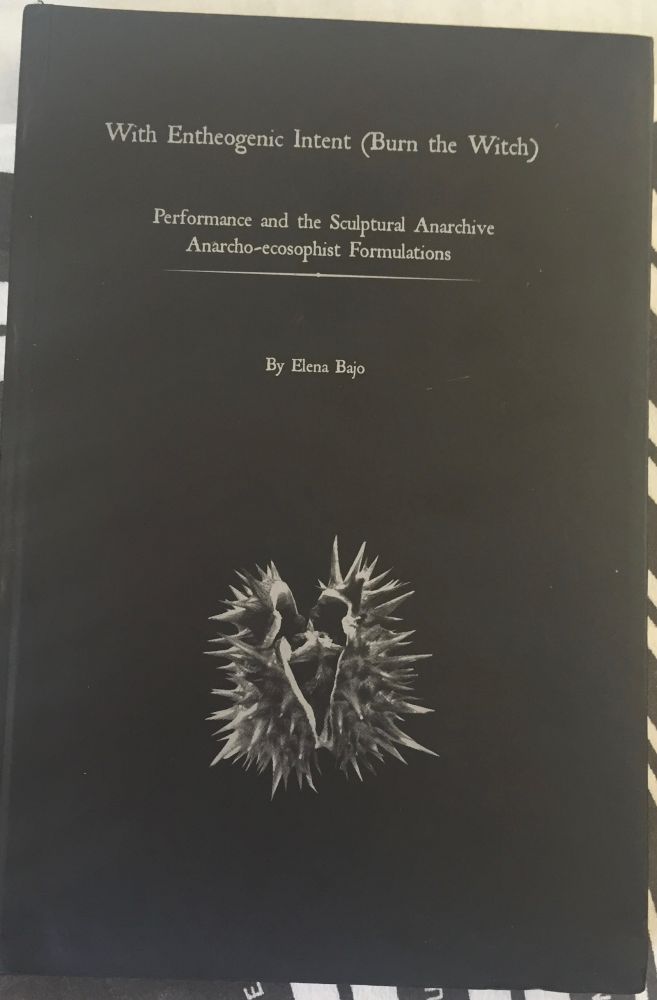 With Entheogenic Intent (Burn the Witch)
Performance and the Sculptural Anarchive
Anarcho-ecosophist Formulations
By Elena Bajo
E